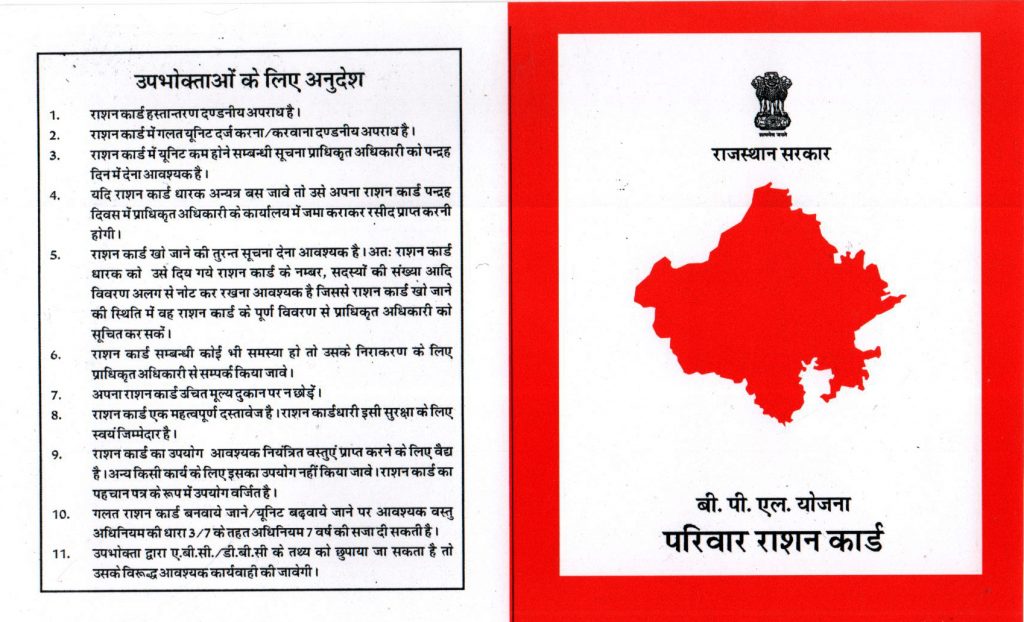 उपभोक्ताओं के लिए अनुदेश
1. राशन कार्ड हस्तान्तरण दण्डनीय अपराध है।
2. राशन कार्ड में गलत यूनिट दर्ज करना/करवाना दण्डनीय अपराध है।
3. राशन कार्ड में यूनिट कम होने सम्बन्धी सूचना प्राधिकृत अधिकारी को पन्द्रह
दिन में देना आवश्यक है।
4. यदि राशन कार्ड धारक अन्यत्र बस जावे तो उसे अपना राशन कार्ड पन्द्रह
दिवस में प्राधिकृत अधिकारी के कार्यालय में जमा कराकर रसीद प्राप्त करनी
होगी।
5. राशन कार्ड खो जाने की तुरन्त सूचना देना आवश्यक है। अतः राशन कार्ड
धारक को उसे दिय गये राशन कार्ड के नम्बर, सदस्यों की संख्या आदि
विवरण अलग से नोट कर रखना आवश्यक है जिससे राशन कार्ड खो जाने
की स्थिति में वह राशन कार्ड के पूर्ण विवरण से प्राधिकृत अधिकारी को
सूचित कर सकें।
6. राशन कार्ड सम्बन्धी कोई भी समस्या हो तो उसके निराकरण के लिए
प्राधिकृत अधिकारी से सम्पर्क किया जावे।
7. अपना राशन कार्ड उचित मूल्य दुकान पर न छोड़ें।
8. राशन कार्ड एक महत्वपूर्ण दस्तावेज है। राशन कार्डधारी इसी सुरक्षा के लिए
स्वयं जिम्मेदार है।
9. राशन कार्ड का उपयोग आवश्यक नियंत्रित वस्तुएं प्राप्त करने के लिए वैद्य
है। अन्य किसी कार्य के लिए इसका उपयोग नहीं किया जावे। राशन कार्ड का
पहचान पत्र के रूप में उपयोग वर्जित है।
10. गलत राशन कार्ड बनवाये जाने/यूनिट बढ़वाये जाने पर आवश्यक वस्तु
अधिनियम की धारा 3/7 के तहत अधिनियम 7 वर्ष की सजा दी सकती है।
11. उपभोक्ता द्वारा ए.बी.सी./डी.बी.सी के तथ्य को छुपाया जा सकता है तो
उसके विरूद्ध आवश्यक कार्यवाही की जावेगी।
सत्यमेव जयते
राजस्थान सरकार
बी. पी. एल. योजना
परिवार राशन कार्ड